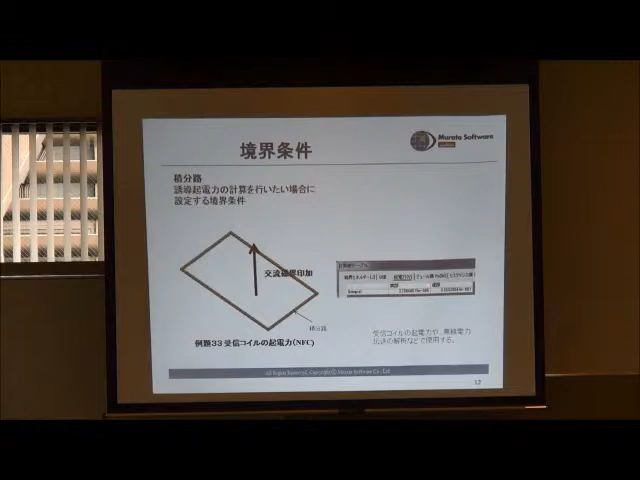 境界条件
Murata Software
積分路
誘導起電力の計算を行いたい場合に
設定する境界条件
交流磁界印加
積分路
例題33 受信コイルの起電力(NFC)
受信コイルの起電力や、無線電力
伝送の解析などで使用する。
All Rights Reserved, Copyright Ⓒ Murata Software Co., Ltd
12